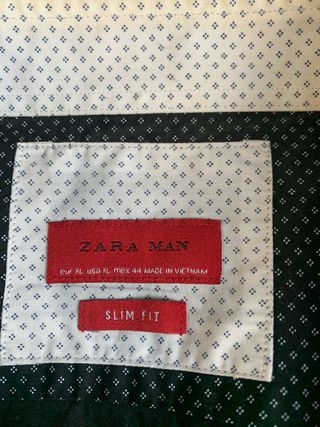 ZARA MAN
eur XL usa XL mex 44 MADE IN VIETNAM
SLIM FIT